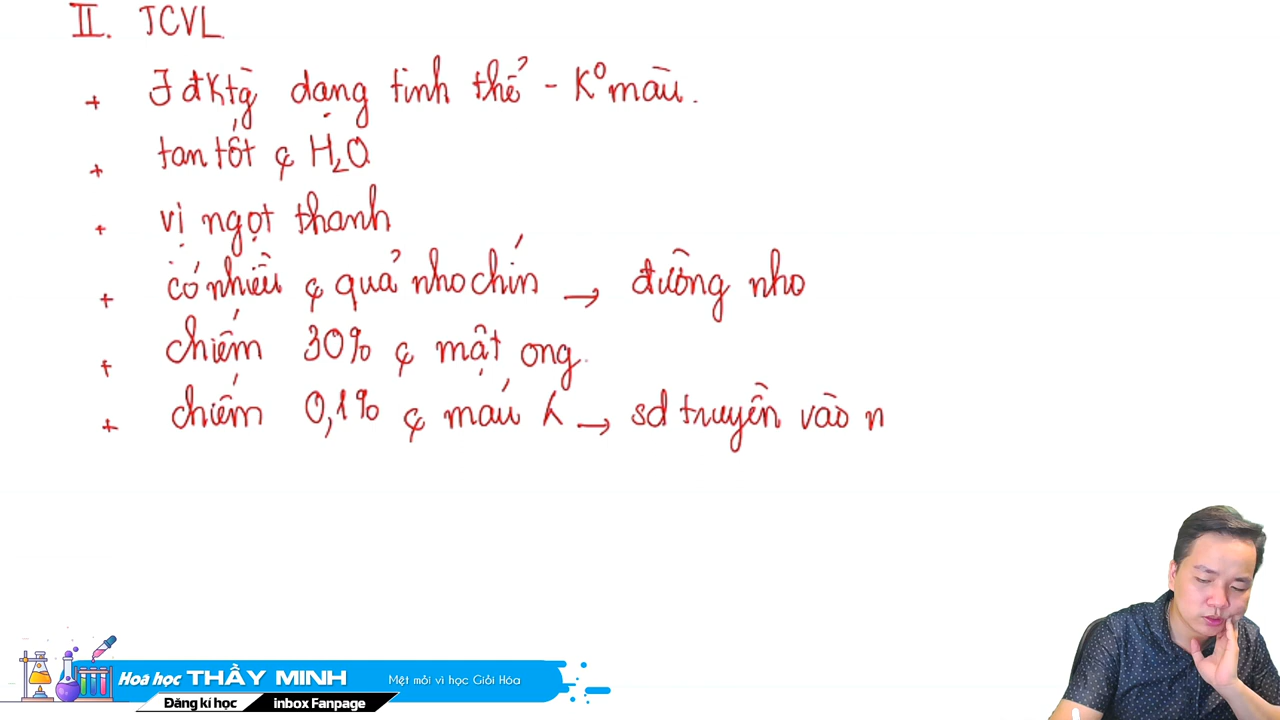 II. TCVL
+ Ở đktg dạng tinh thể - K⁰ màu.
+ tan tốt H₂O
+ vị ngọt thanh
+ có nhiều quả nho chín → đường nho
+ chiếm 30% mật ong.
+ chiếm 0,1% máu → sd truyền vào n
Hoá học THẦY MINH
Mệt mỏi vì học Giỏi Hóa
Đăng kí học inbox Fanpage